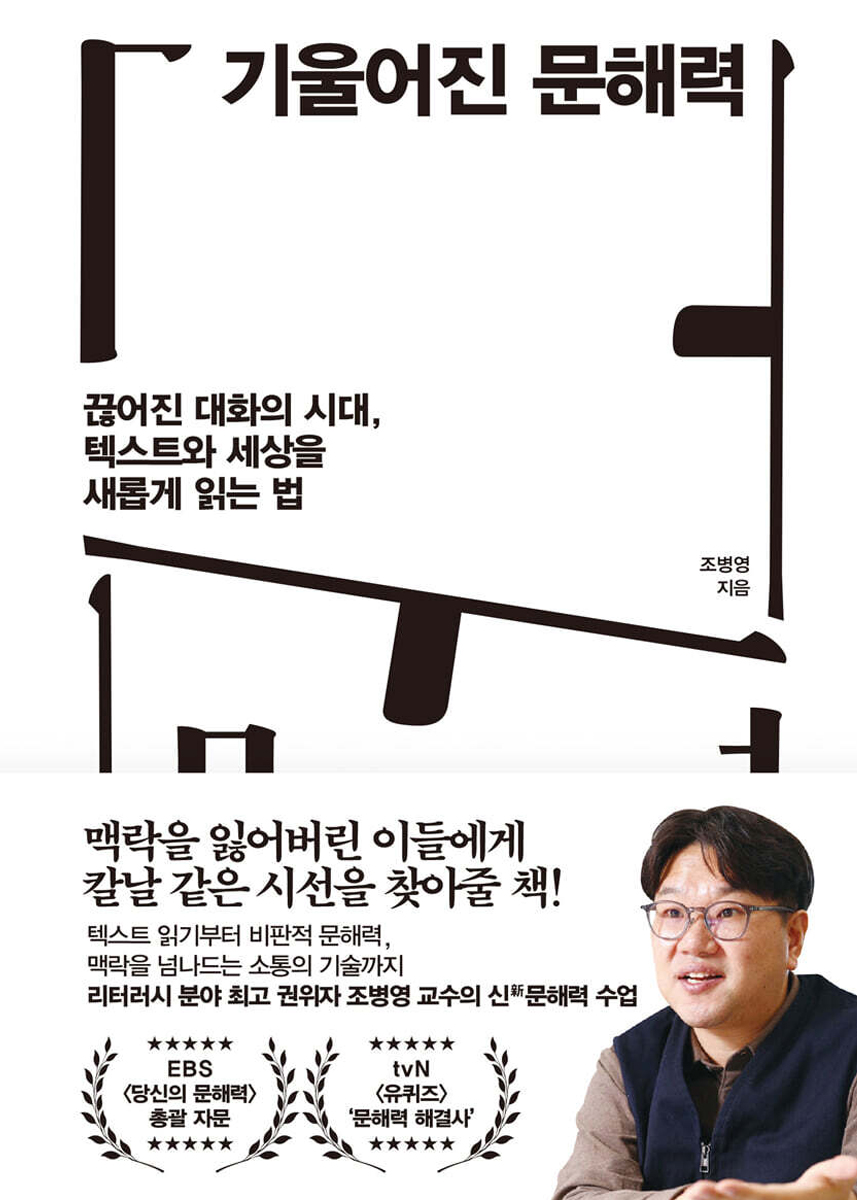 기울어진 문해력
끊어진 대화의 시대,
텍스트와 세상을
새롭게 읽는 법
조병영
지음
맥락을 잃어버린 이들에게
칼날 같은 시선을 찾아줄 책!
텍스트 읽기부터 비판적 문해력,
맥락을 넘나드는 소통의 기술까지
리터러시 분야 최고 권위자 조병영 교수의 신新문해력 수업
★★★★★
EBS
〈당신의 문해력〉
총괄 자문
★★★★★
★★★★★
tvN
〈유퀴즈〉
‘문해력 해결사’
★★★★★